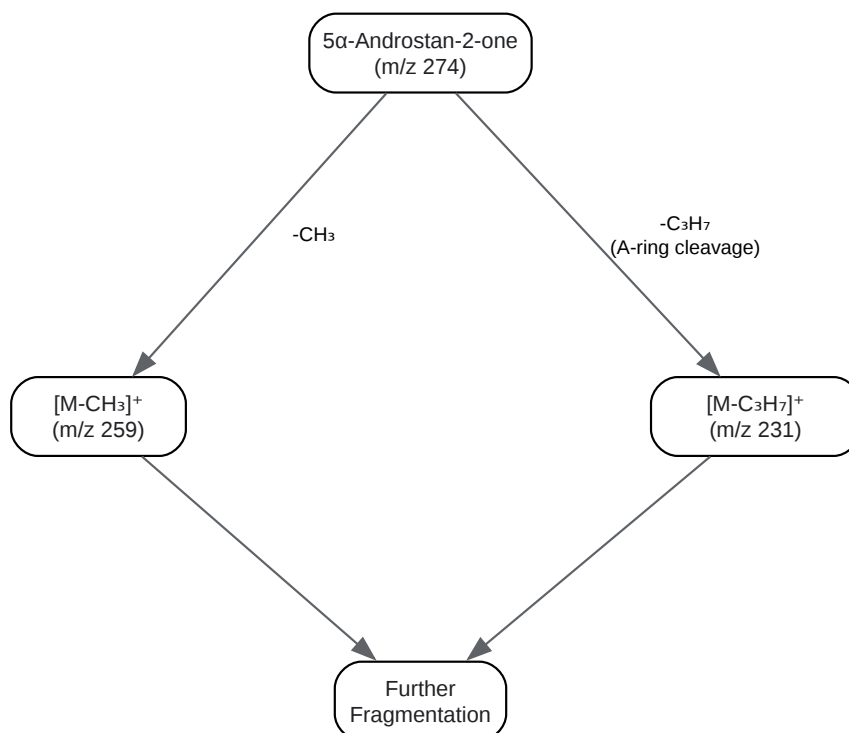 5α-Androstan-2-one
(m/z 274)
-CH₃
-C₃H₇
(A-ring cleavage)
[M-CH₃]⁺
(m/z 259)
[M-C₃H₇]⁺
(m/z 231)
Further
Fragmentation